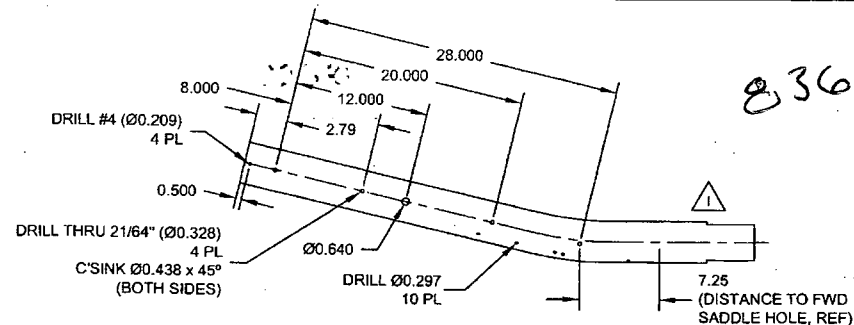 28.000
20.000
8.000
12.000
2.79
836
DRILL #4 (Ø0.209)
4 PL
0.500
1
DRILL THRU 21/64" (Ø0.328)
4 PL
C'SINK Ø0.438 x 45°
(BOTH SIDES)
Ø0.640
DRILL Ø0.297
10 PL
7.25
(DISTANCE TO FWD
SADDLE HOLE, REF)